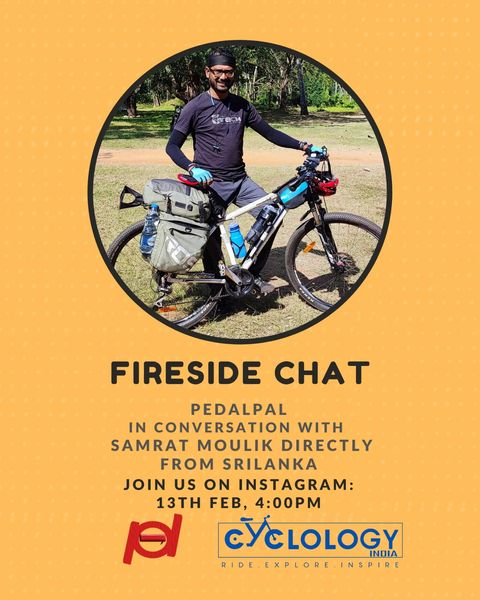 FIRESIDE CHAT
PEDALPAL
IN CONVERSATION WITH
SAMRAT MOULIK DIRECTLY
FROM SRILANKA
JOIN US ON INSTAGRAM:
13TH FEB, 4:00PM
CYCLOLOGY
INDIA
RIDE.EXPLORE.INSPIRE